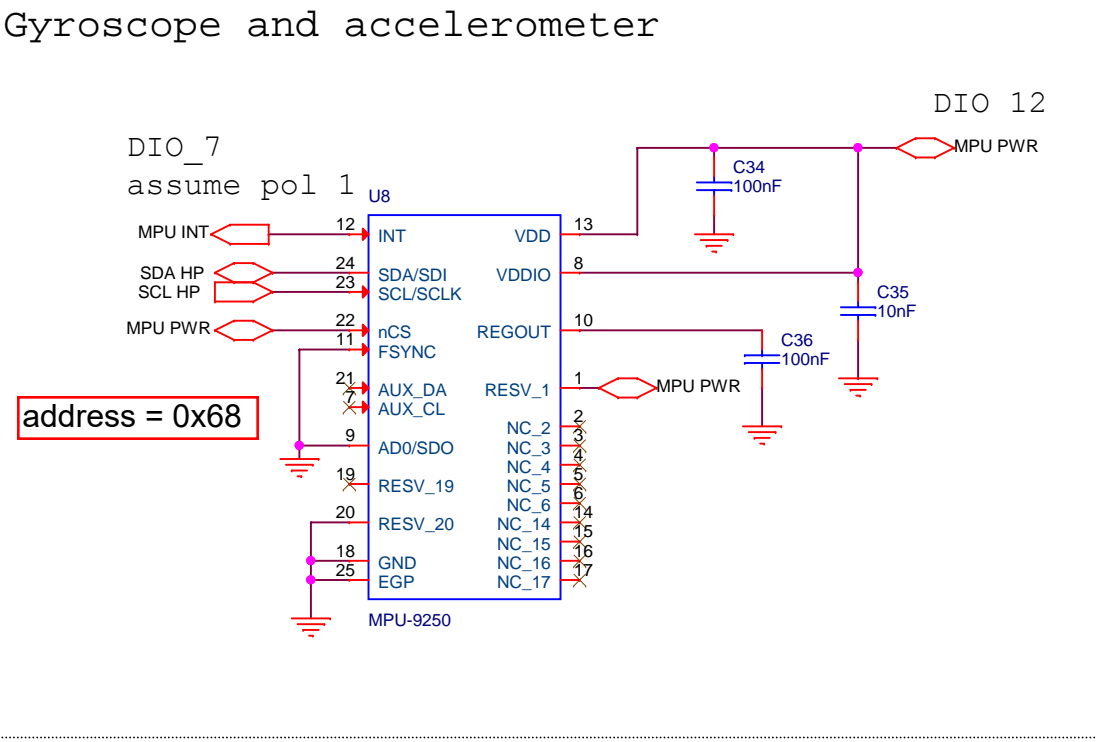 Gyroscope and accelerometer
DIO 12
MPU PWR
DIO_7
assume pol 1
C34
100nF
U8
MPU INT
12
INT
VDD
13
SDA HP
24
SDA/SDI
VDDIO
8
SCL HP
23
SCL/SCLK
C35
10nF
MPU PWR
22
nCS
REGOUT
10
11
FSYNC
C36
100nF
21
AUX_DA
RESV_1
1
MPU PWR
7
AUX_CL
address = 0x68
NC_2
2
9
AD0/SDO
NC_3
3
NC_4
4
19
RESV_19
NC_5
5
NC_6
6
20
RESV_20
NC_14
14
NC_15
15
18
GND
NC_16
16
25
EGP
NC_17
17
MPU-9250